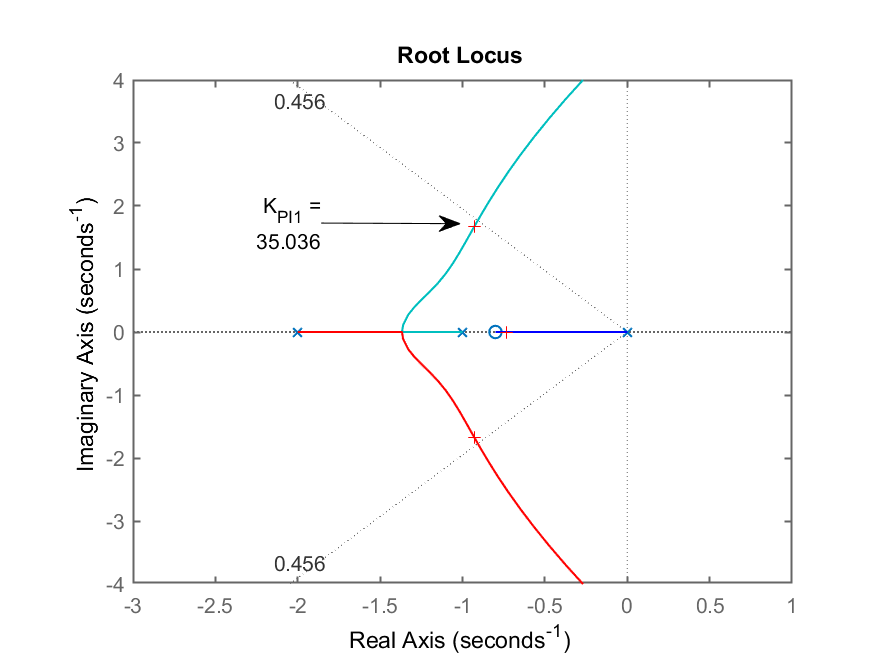 Root Locus
4
3
2
1
0
-1
-2
-3
-4
Imaginary Axis (seconds-1)
0.456
KPI1 =
35.036
0.456
-3 -2.5 -2 -1.5 -1 -0.5 0 0.5 1
Real Axis (seconds-1)